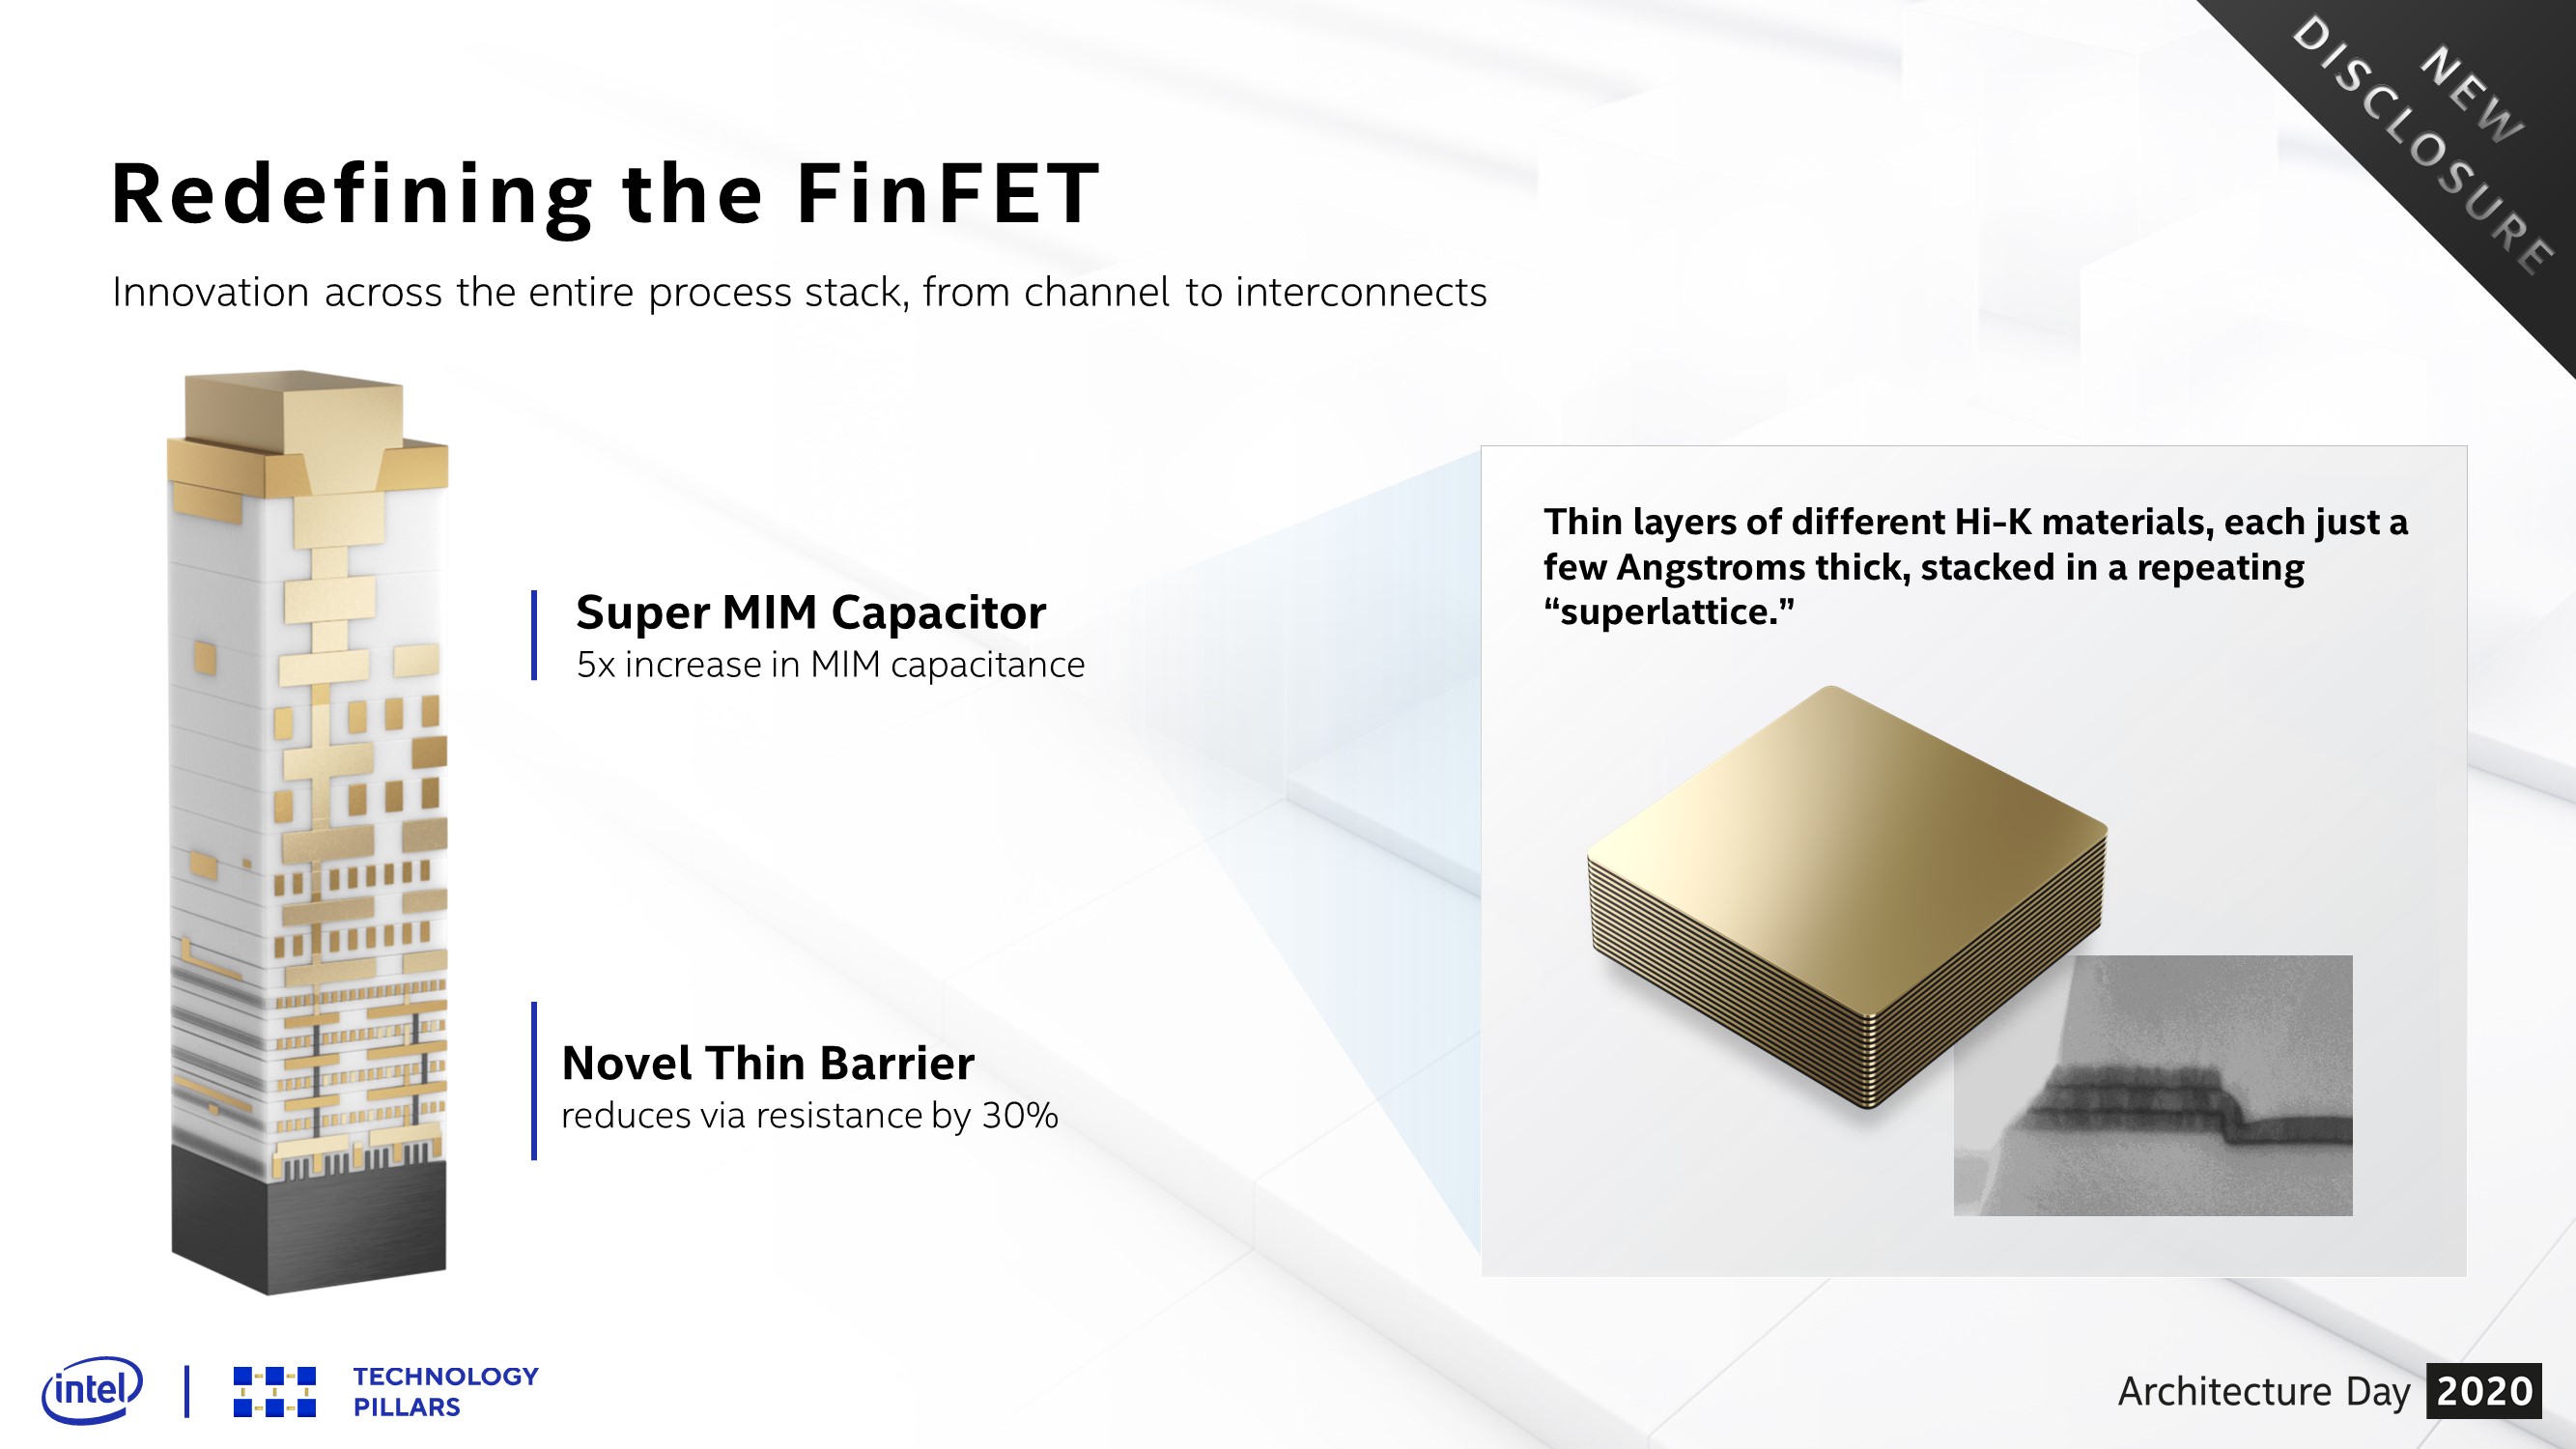 NEW
DISCLOSURE
Redefining the FinFET
Innovation across the entire process stack, from channel to interconnects
Super MIM Capacitor
5x increase in MIM capacitance
Novel Thin Barrier
reduces via resistance by 30%
Thin layers of different Hi-K materials, each just a
few Angstroms thick, stacked in a repeating
“superlattice.”
intel
TECHNOLOGY
PILLARS
Architecture Day 2020